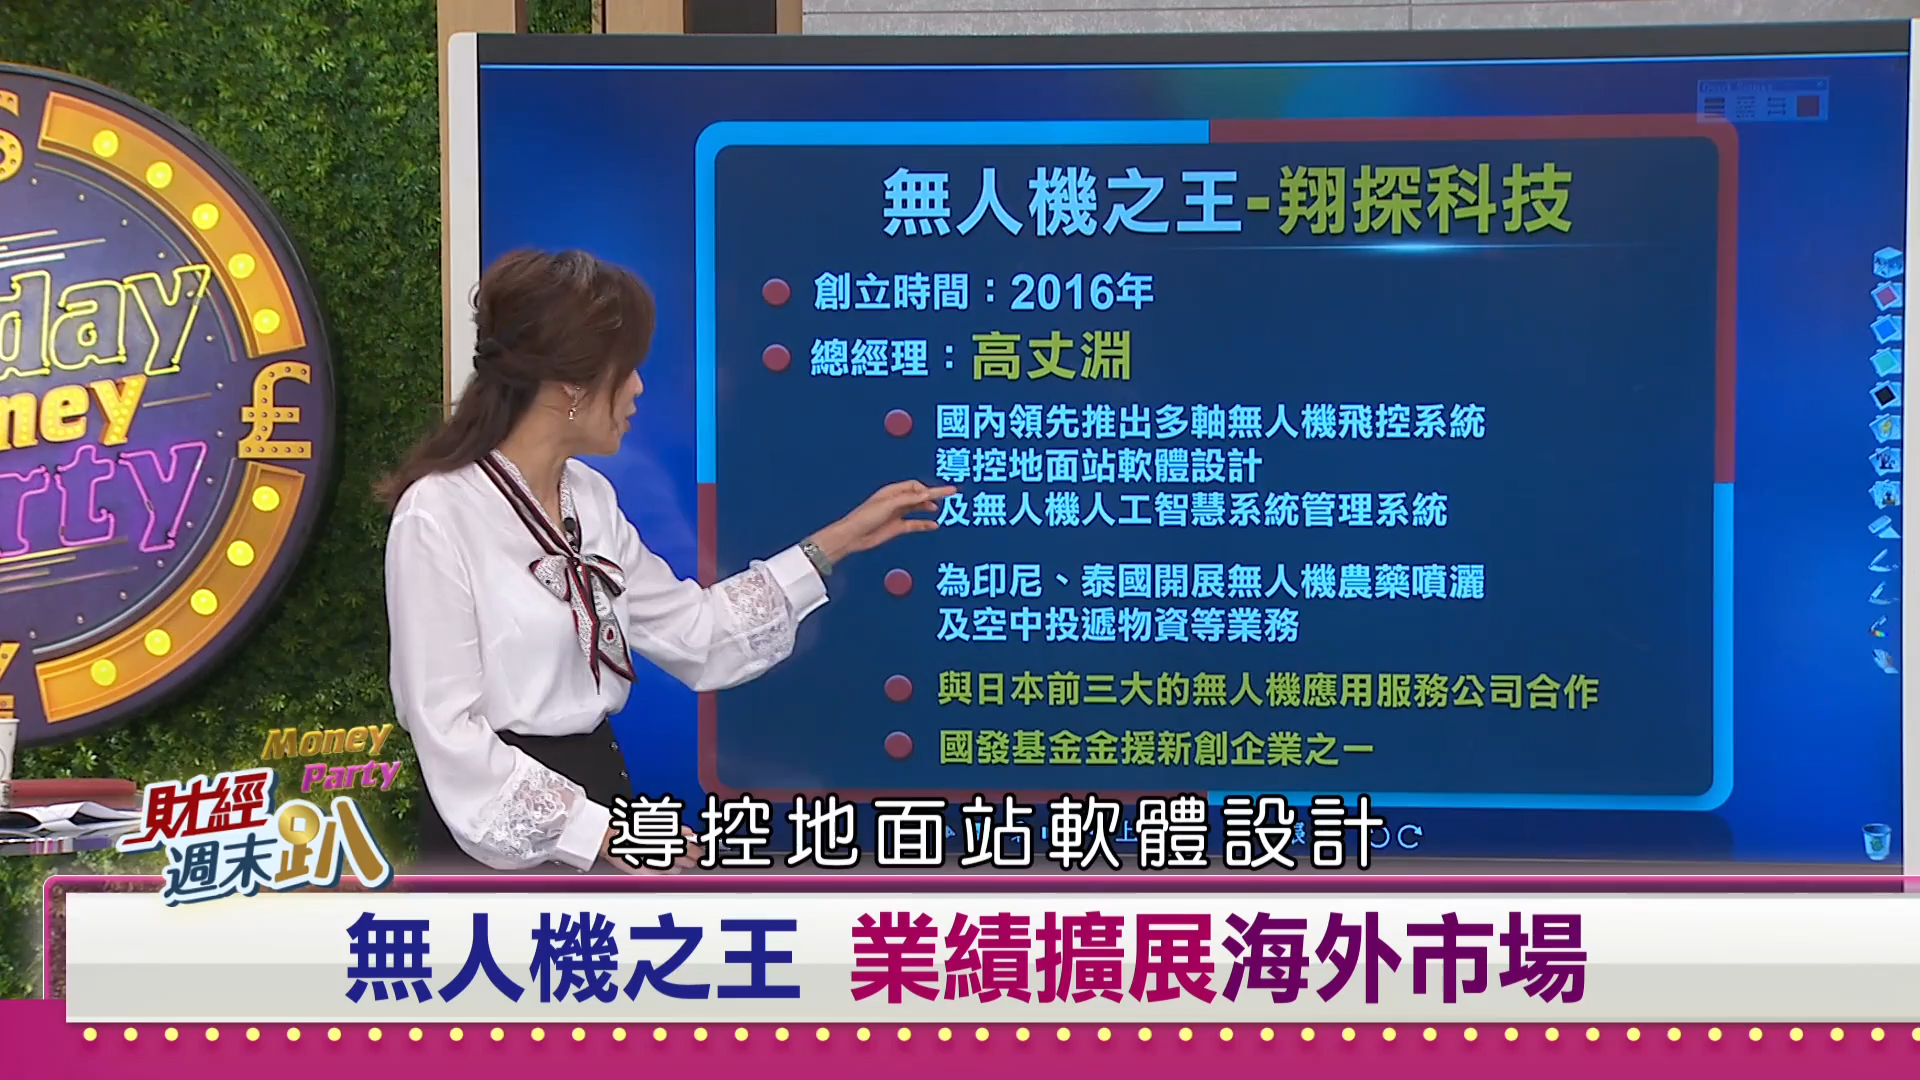 day
ney
rty
£
無人機之王-翔探科技
創立時間：2016年
總經理：高丈淵
國內領先推出多軸無人機飛控系統
導控地面站軟體設計
及無人機人工智慧系統管理系統
為印尼、泰國開展無人機農藥噴灑
及空中投遞物資等業務
與日本前三大的無人機應用服務公司合作
國發基金金援新創企業之一
Money
Party
財經
週末趴
導控地面站軟體設計
無人機之王 業績擴展海外市場